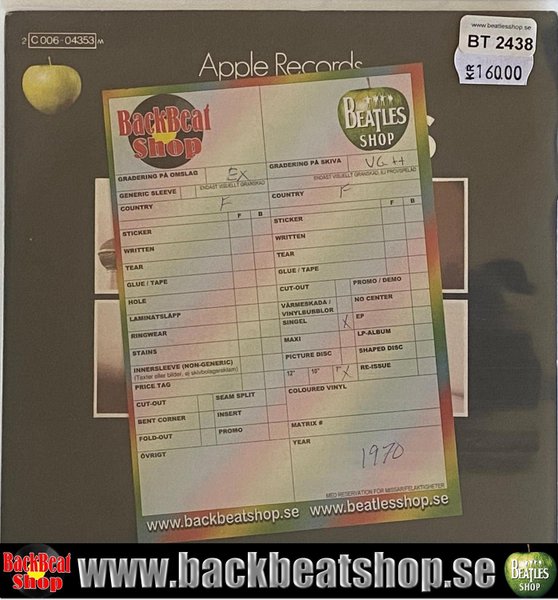 2 C 006-04353 M
www.beatlesshop.se
BT 2438
KR 160.00
Apple Records
S
BackBeat
Shop
BEATLES
SHOP
GRADERING PÅ OMSLAG EX
ENDAST VISUELLT GRANSKAD
GENERIC SLEEVE
COUNTRY F
F B
STICKER
WRITTEN
TEAR
GLUE / TAPE
HOLE
LAMINATSLÄPP
RINGWEAR
STAINS
INNERSLEEVE (NON-GENERIC)
(Texter eller bilder, ej skivbolagsreklam)
PRICE TAG
CUT-OUT SEAM SPLIT
BENT CORNER INSERT
FOLD-OUT PROMO
ÖVRIGT
GRADERING PÅ SKIVA VG++
ENDAST VISUELLT GRANSKAD, EJ PROVSPELAD
COUNTRY F
F B
STICKER
WRITTEN
TEAR
GLUE / TAPE
CUT-OUT PROMO / DEMO
VÄRMESKADA / VINYLBUBBLOR NO CENTER
SINGEL X EP
MAXI LP-ALBUM
PICTURE DISC SHAPED DISC
12" 10" 7" X RE-ISSUE
COLOURED VINYL
MATRIX #
YEAR
1970
MED RESERVATION FÖR MISSAR/FELAKTIGHETER
www.backbeatshop.se www.beatlesshop.se
BackBeat
Shop
www.backbeatshop.se
BEATLES
SHOP